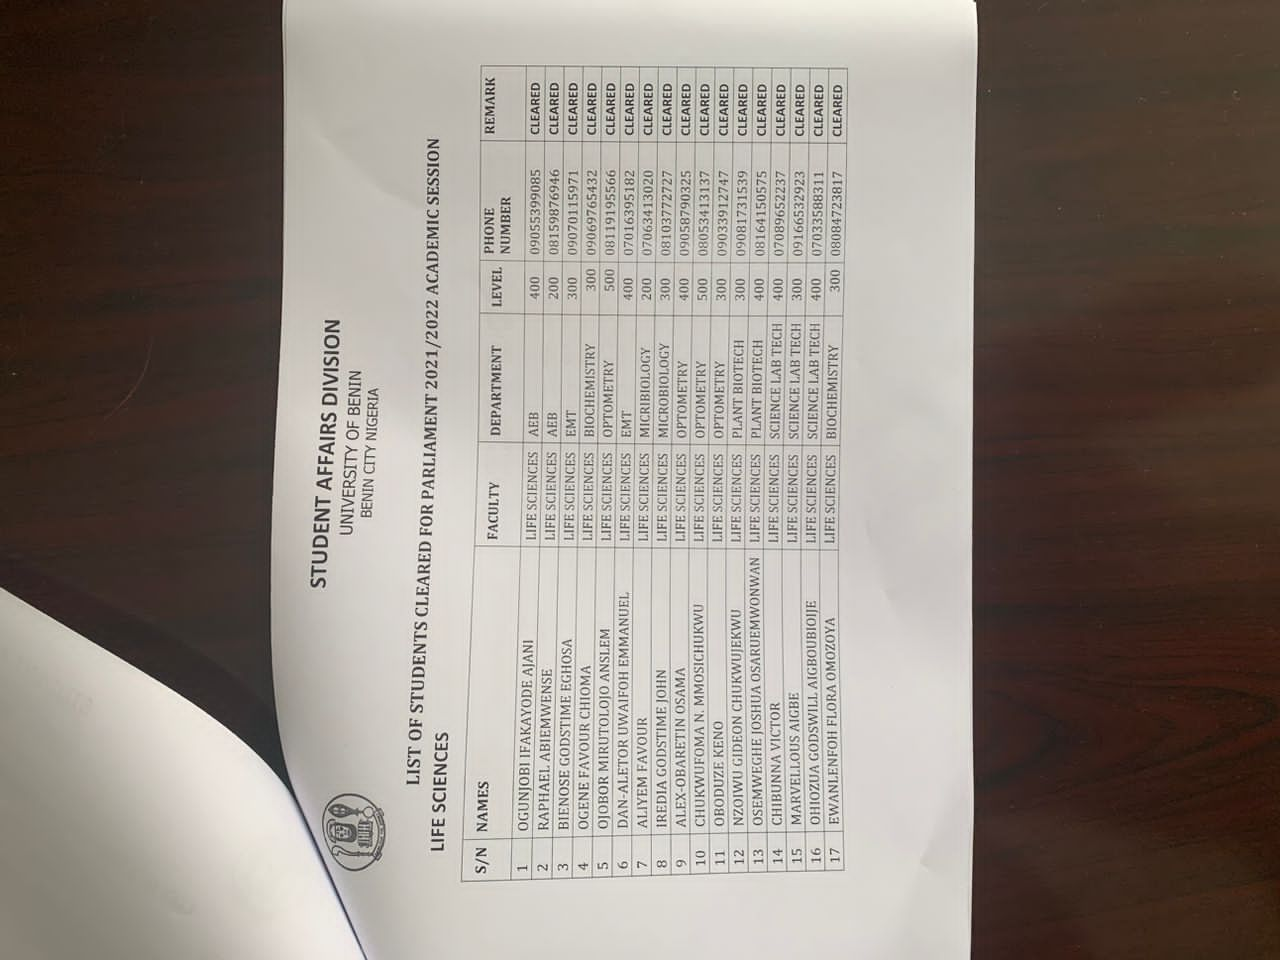 STUDENT AFFAIRS DIVISION
UNIVERSITY OF BENIN
BENIN CITY NIGERIA
LIST OF STUDENTS CLEARED FOR PARLIAMENT 2021/2022 ACADEMIC SESSION
LIFE SCIENCES
S/N NAMES FACULTY DEPARTMENT LEVEL PHONE NUMBER REMARK
1 OGUNJOBI IFAKAYODE AJANI LIFE SCIENCES AEB 400 09055399085 CLEARED
2 RAPHAEL ABIEMWENSE LIFE SCIENCES AEB 200 08159876946 CLEARED
3 BIENOSE GODSTIME EGHOSA LIFE SCIENCES EMT 300 09070115971 CLEARED
4 OGENE FAVOUR CHIOMA LIFE SCIENCES BIOCHEMISTRY 300 09069765432 CLEARED
5 OJOBOR MIRUTOLOJO ANSLEM LIFE SCIENCES OPTOMETRY 500 08119195566 CLEARED
6 DAN-ALETOR UWAIFOH EMMANUEL LIFE SCIENCES EMT 400 07016395182 CLEARED
7 ALIYEM FAVOUR LIFE SCIENCES MICRIBIOLOGY 200 07063413020 CLEARED
8 IREDIA GODSTIME JOHN LIFE SCIENCES MICROBIOLOGY 300 08103772727 CLEARED
9 ALEX-OBARETIN OSAMA LIFE SCIENCES OPTOMETRY 400 09058790325 CLEARED
10 CHUKWUFOMA N. MMOSICHUKWU LIFE SCIENCES OPTOMETRY 500 08053413137 CLEARED
11 OBODUZE KENO LIFE SCIENCES OPTOMETRY 300 09033912747 CLEARED
12 NZOIWU GIDEON CHUKWUJEKWU LIFE SCIENCES PLANT BIOTECH 300 09081731539 CLEARED
13 OSEMWEGHE JOSHUA OSARUEMWONWAN LIFE SCIENCES PLANT BIOTECH 400 08164150575 CLEARED
14 CHIBUNNA VICTOR LIFE SCIENCES SCIENCE LAB TECH 400 07089652237 CLEARED
15 MARVELLOUS AIGBE LIFE SCIENCES SCIENCE LAB TECH 300 09166532923 CLEARED
16 OHIOZUA GODSWILL AIGBOUBIOIJE LIFE SCIENCES SCIENCE LAB TECH 400 07033588311 CLEARED
17 EWANLENFOH FLORA OMOZOYA LIFE SCIENCES BIOCHEMISTRY 300 08084723817 CLEARED